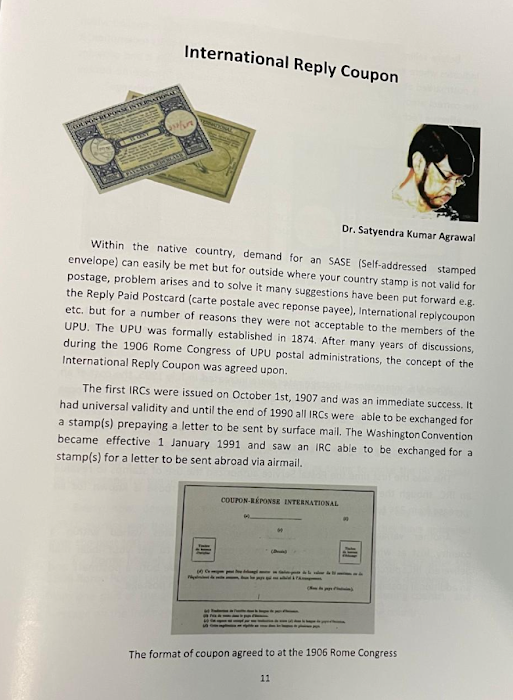 International Reply Coupon
COUPON REPONSE INTERNATIONAL
Dr. Satyendra Kumar Agrawal
Within the native country, demand for an SASE (Self-addressed stamped
envelope) can easily be met but for outside where your country stamp is not valid for
postage, problem arises and to solve it many suggestions have been put forward e.g.
the Reply Paid Postcard (carte postale avec reponse payee), International replycoupon
etc. but for a number of reasons they were not acceptable to the members of the
UPU. The UPU was formally established in 1874. After many years of discussions,
during the 1906 Rome Congress of UPU postal administrations, the concept of the
International Reply Coupon was agreed upon.
The first IRCs were issued on October 1st, 1907 and was an immediate success. It
had universal validity and until the end of 1990 all IRCs were able to be exchanged for
a stamp(s) prepaying a letter to be sent by surface mail. The Washington Convention
became effective 1 January 1991 and saw an IRC able to be exchanged for a
stamp(s) for a letter to be sent abroad via airmail.
COUPON-RÉPONSE INTERNATIONAL
The format of coupon agreed to at the 1906 Rome Congress
11